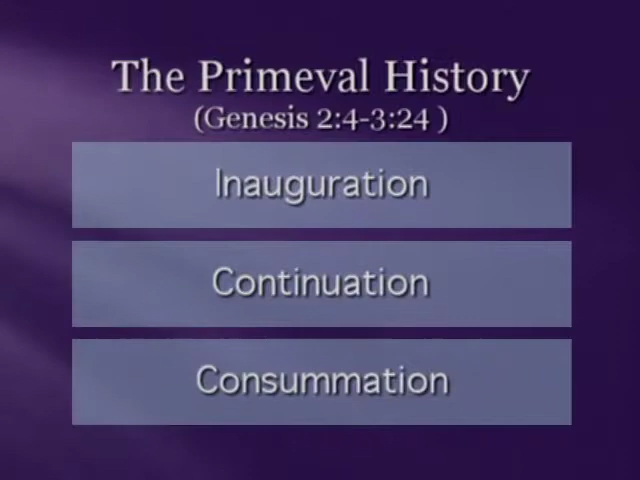 The Primeval History
(Genesis 2:4-3:24 )
Inauguration
Continuation
Consummation